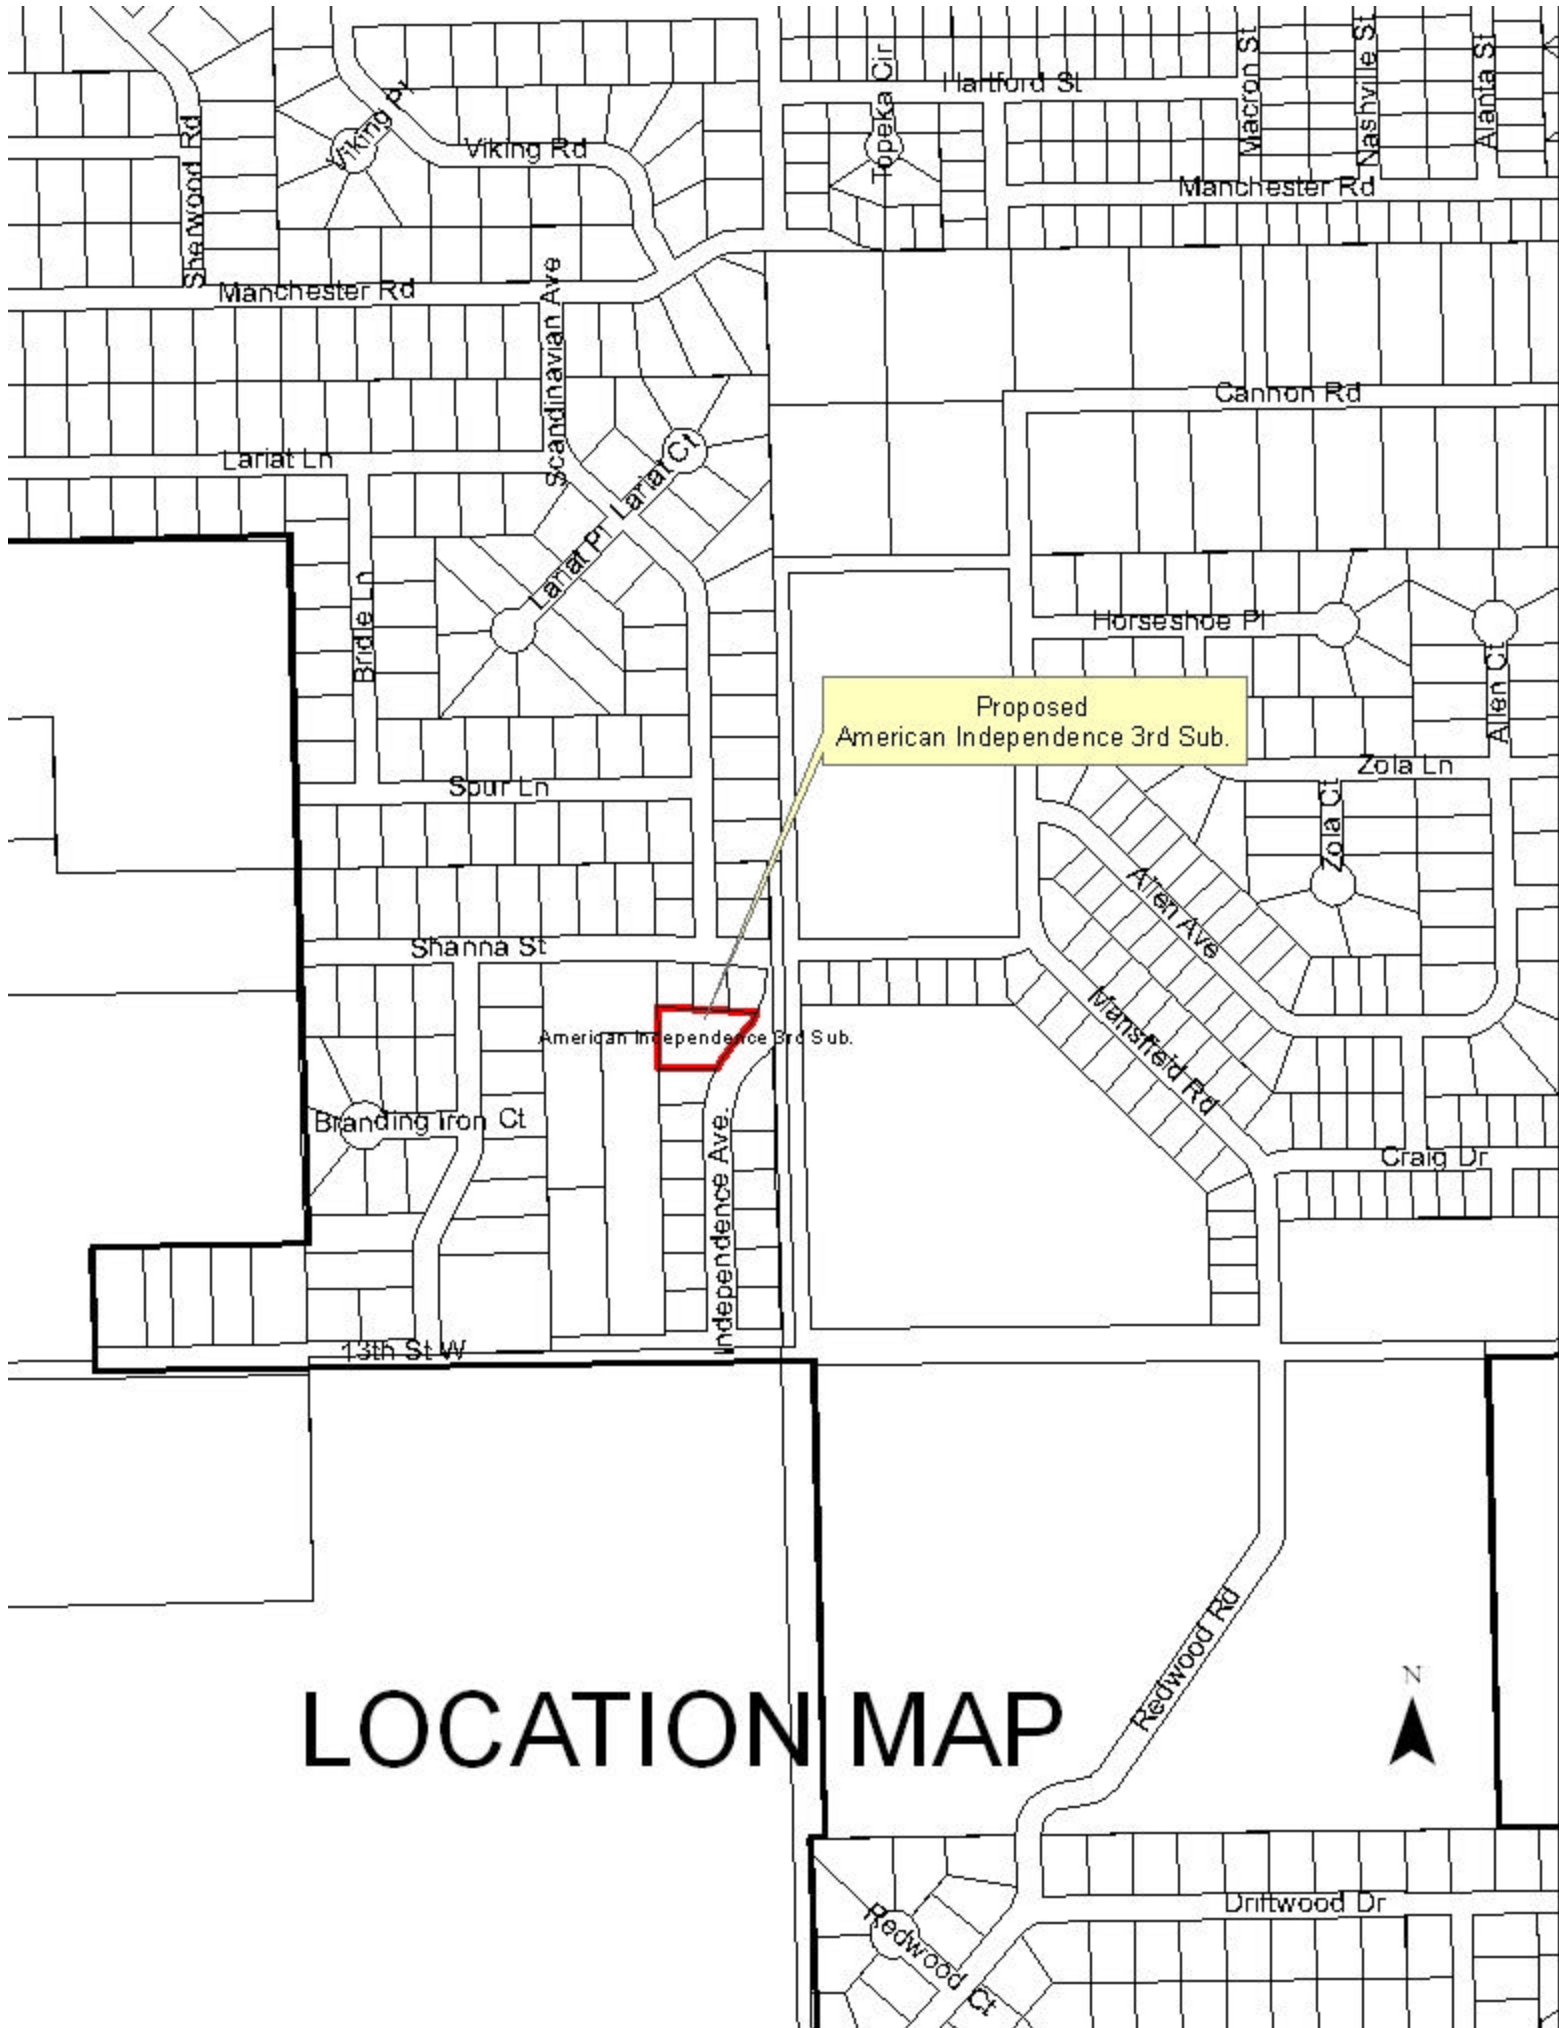 Macron St
Nashville St
Alanta St
Topeka Cir
Hartford St
Viking Pl
Sherwood Rd
Viking Rd
Manchester Rd
Manchester Rd
Scandinavian Ave
Cannon Rd
Lariat Ln
Lariat Ct
Lariat Pl
Bridle Ln
Horseshoe Pl
Allen Ct
Proposed
American Independence 3rd Sub.
Zola Ln
Spur Ln
Zola Ct
Allen Ave
Shanna St
Mansfield Rd
American Independence 3rd Sub.
Branding Iron Ct
Independence Ave.
Craig Dr
13th St W
Redwood Rd
N
LOCATION MAP
Driftwood Dr
Redwood Ct